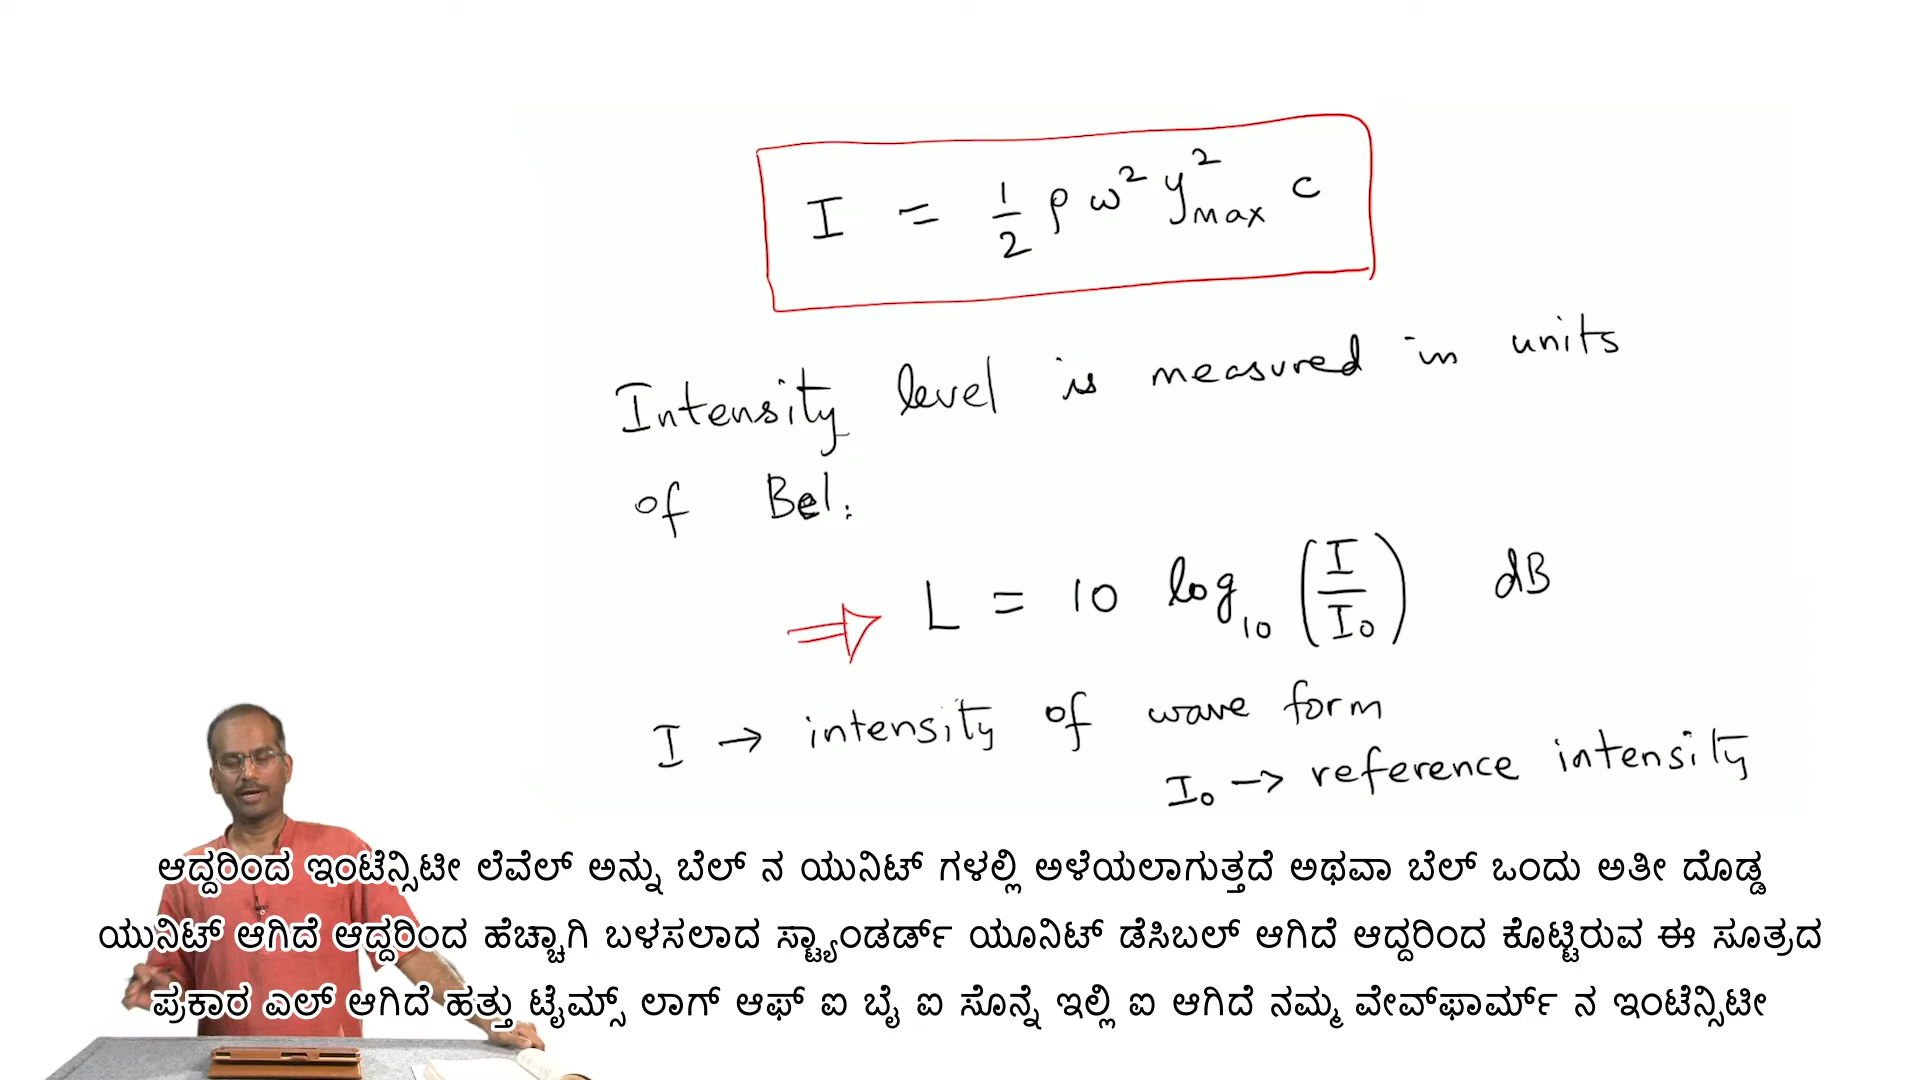 I = 1/2 ρ ω² y²max c
Intensity level is measured in units
of Bel.
⇒ L = 10 log₁₀ (I/I₀) dB
I → intensity of wave form
I₀ → reference intensity
ಆದ್ದರಿಂದ ಇಂಟೆನ್ಸಿಟೀ ಲೆವೆಲ್ ಅನ್ನು ಬೆಲ್ ನ ಯುನಿಟ್ ಗಳಲ್ಲಿ ಅಳೆಯಲಾಗುತ್ತದೆ ಅಥವಾ ಬೆಲ್ ಒಂದು ಅತೀ ದೊಡ್ಡ
ಯುನಿಟ್ ಆಗಿದೆ ಆದ್ದರಿಂದ ಹೆಚ್ಚಾಗಿ ಬಳಸಲಾದ ಸ್ಟ್ಯಾಂಡರ್ಡ್ ಯೂನಿಟ್ ಡೆಸಿಬಲ್ ಆಗಿದೆ ಆದ್ದರಿಂದ ಕೊಟ್ಟಿರುವ ಈ ಸೂತ್ರದ
ಪ್ರಕಾರ ಎಲ್ ಆಗಿದೆ ಹತ್ತು ಟೈಮ್ಸ್ ಲಾಗ್ ಆಫ್ ಐ ಬೈ ಐ ಸೊನ್ನೆ ಇಲ್ಲಿ ಐ ಆಗಿದೆ ನಮ್ಮ ವೇವ್‌ಫಾರ್ಮ್ ನ ಇಂಟೆನ್ಸಿಟೀ